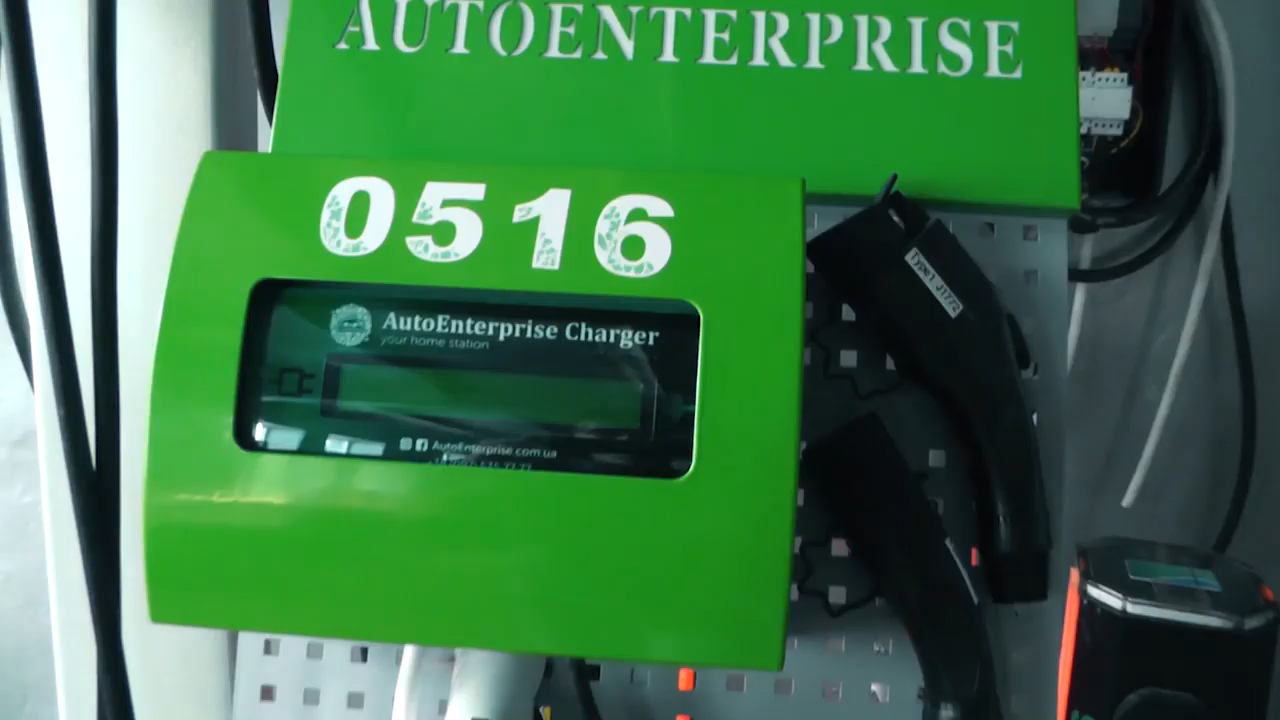 AUTOENTERPRISE
0516
AutoEnterprise Charger
your home station
Type1 J1772
AutoEnterprise.com.ua